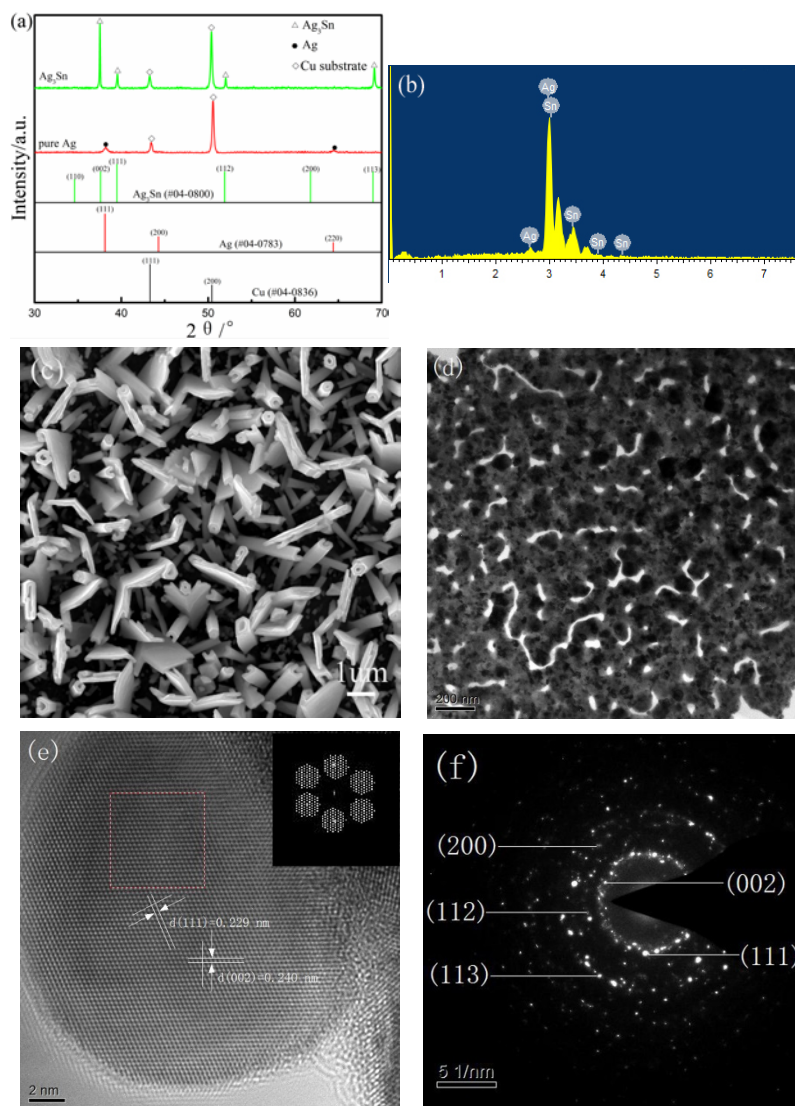 (a)
Ag3Sn
Ag
Cu substrate
Ag3Sn
pure Ag
Intensity/a.u.
(110)
(002)
(111)
(112)
(200)
(113)
Ag3Sn (#04-0800)
(111)
(200)
(220)
Ag (#04-0783)
(111)
(200)
Cu (#04-0836)
30 40 50 60 70
2 θ /°
(b)
Ag
Sn
Ag
Sn
Sn
Sn
1 2 3 4 5 6 7
(c)
1um
(d)
200 nm
(e)
d(111)=0.229 nm
d(002)=0.240 nm
2 nm
(f)
(200)
(002)
(112)
(111)
(113)
5 1/nm